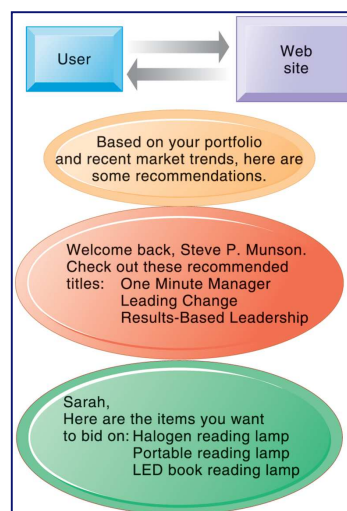 User
Web
site
Based on your portfolio
and recent market trends, here are
some recommendations.
Welcome back, Steve P. Munson.
Check out these recommended
titles: One Minute Manager
Leading Change
Results-Based Leadership
Sarah,
Here are the items you want
to bid on: Halogen reading lamp
Portable reading lamp
LED book reading lamp